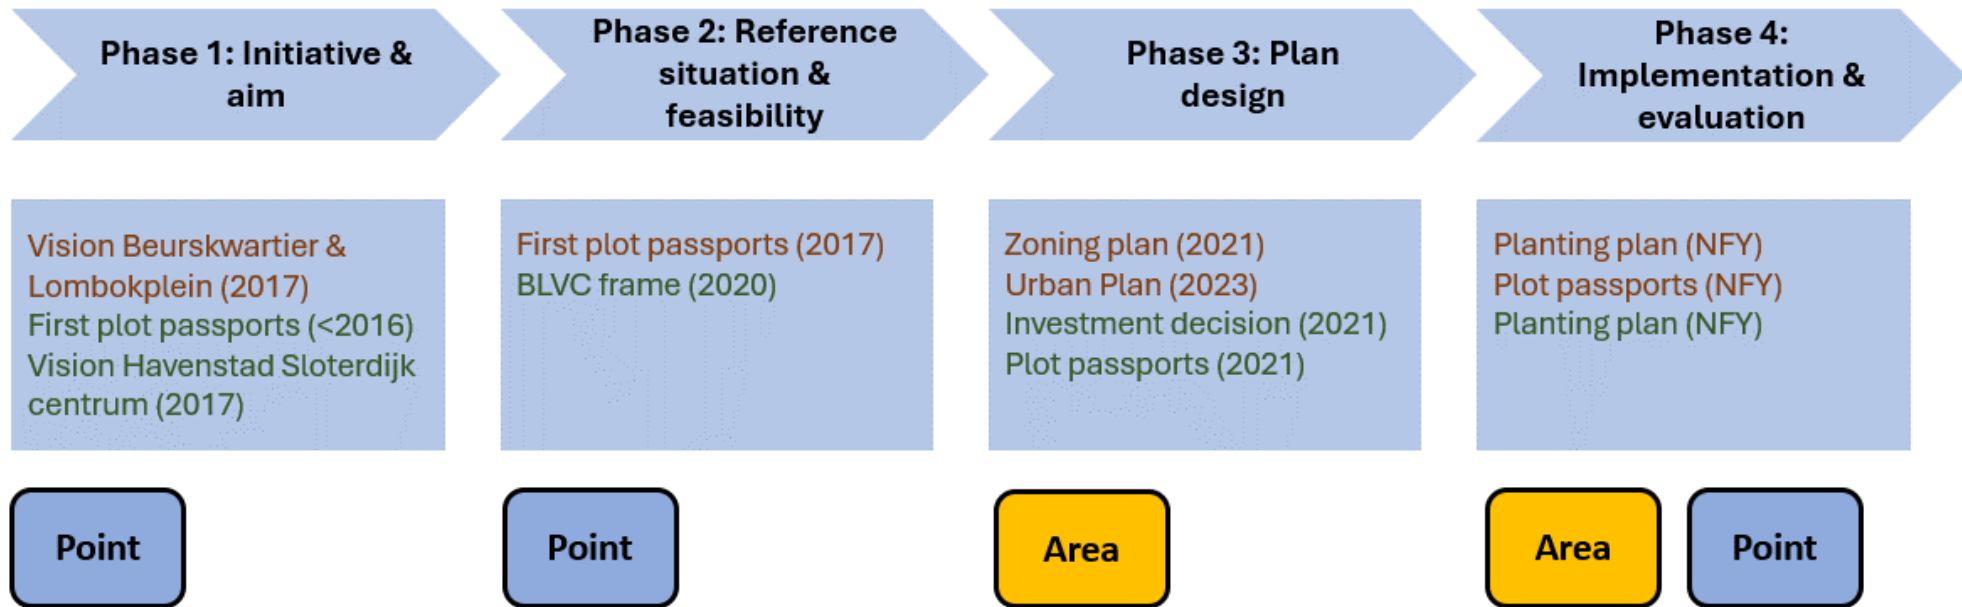 Phase 1: Initiative &
aim
Phase 2: Reference
situation &
feasibility
Phase 3: Plan
design
Phase 4:
Implementation &
evaluation
Vision Beurskwartier &
Lombokplein (2017)
First plot passports (<2016)
Vision Havenstad Sloterdijk
centrum (2017)
First plot passports (2017)
BLVC frame (2020)
Zoning plan (2021)
Urban Plan (2023)
Investment decision (2021)
Plot passports (2021)
Planting plan (NFY)
Plot passports (NFY)
Planting plan (NFY)
Point
Point
Area
Area
Point